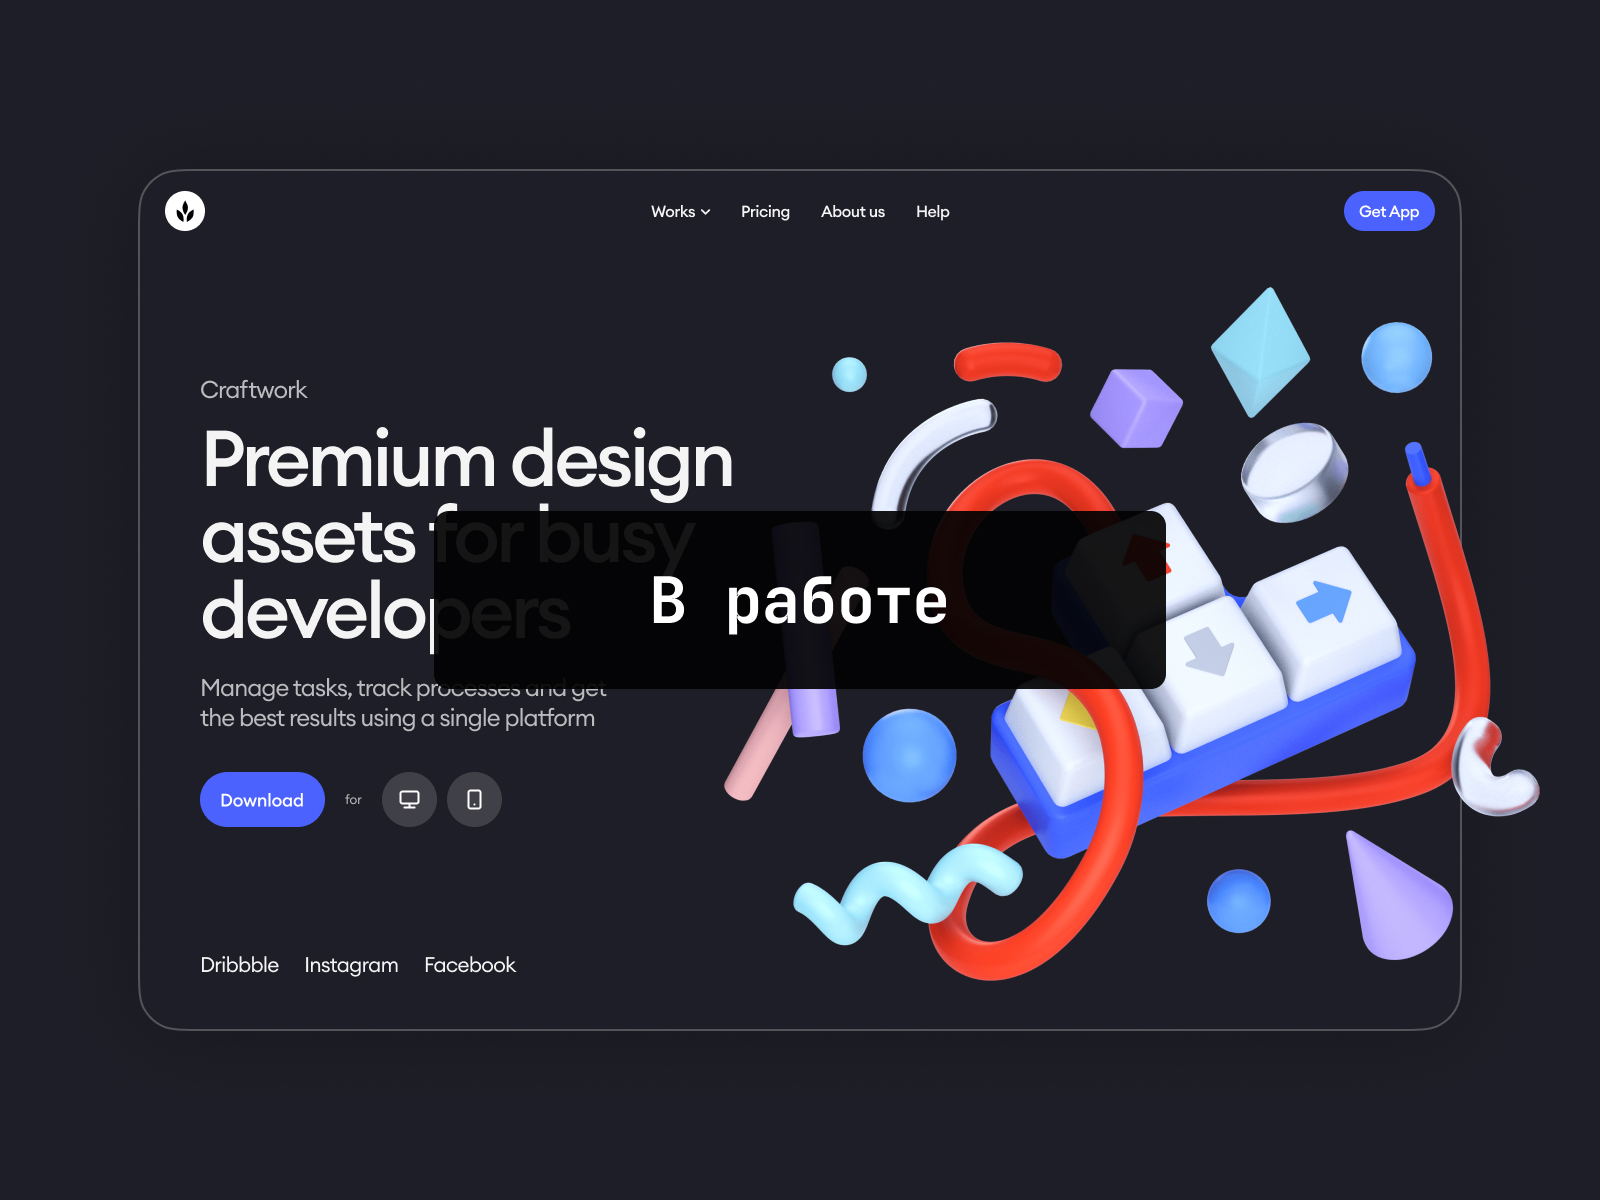 Works Pricing About us Help Get App
Craftwork
Premium design
assets for busy
developers
В работе
Manage tasks, track processes and get
the best results using a single platform
Download for
Dribbble Instagram Facebook